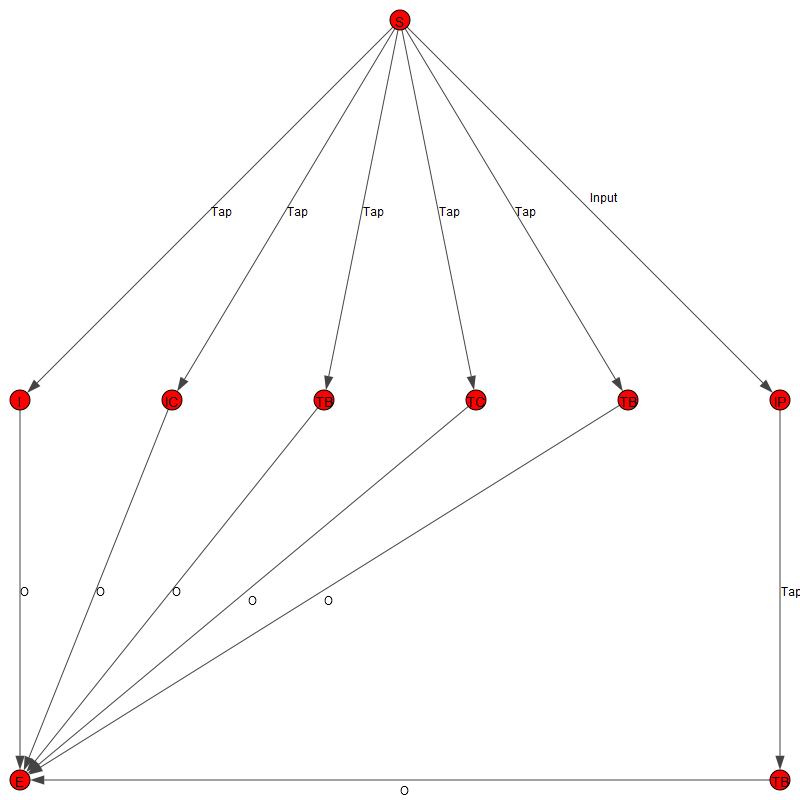 S
Input
Tap Tap Tap Tap Tap
I IC TB TC TB IP
O O O O O Tap
E TB
O